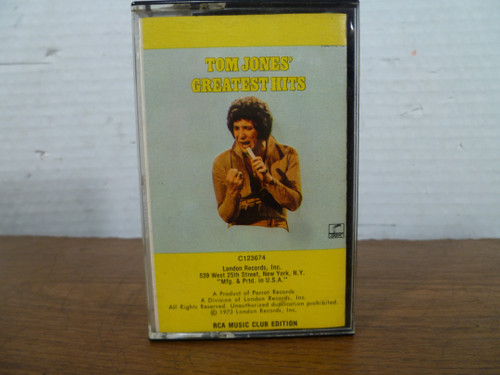 TOM JONES'
GREATEST HITS
C123674
London Records, Inc.
539 West 25th Street, New York, N.Y.
"Mfg. & Prtd. in U.S.A."
A Product of Parrot Records
A Division of London Records, Inc.
All Rights Reserved. Unauthorized duplication prohibited.
© 1973 London Records, Inc.
RCA MUSIC CLUB EDITION